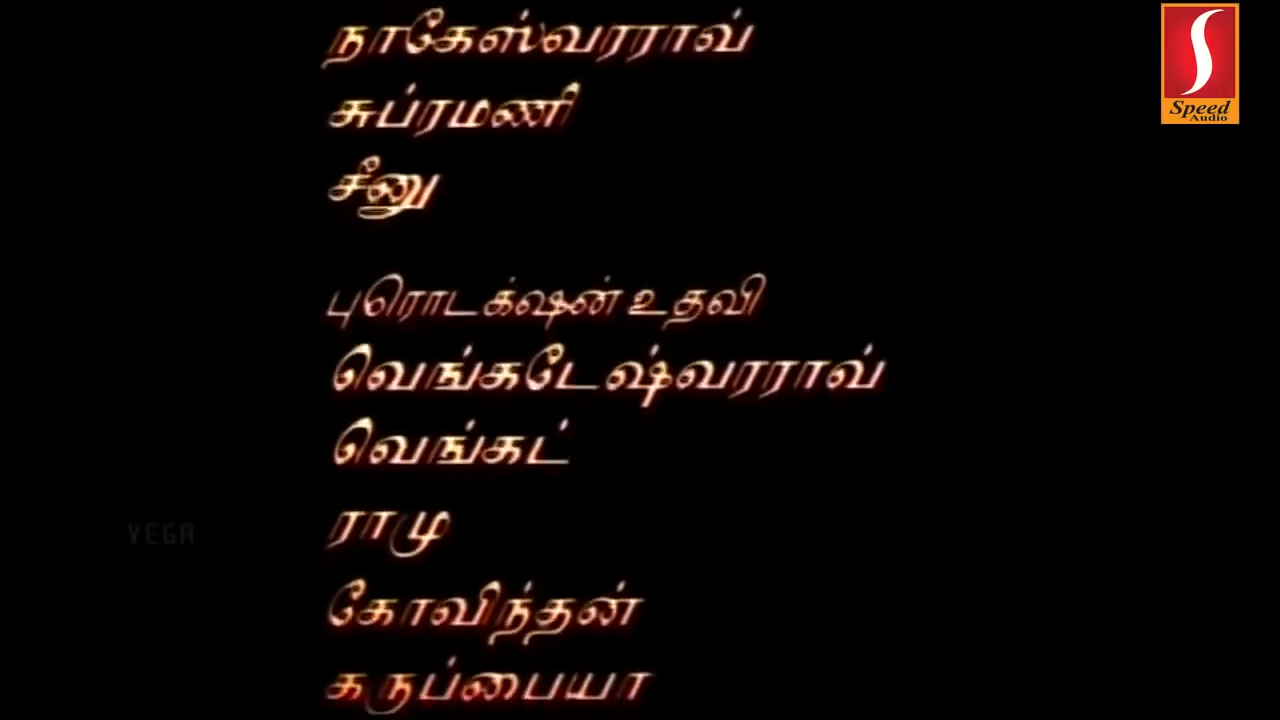 நாகேஸ்வரராவ்
சுப்ரமணி
சீனு
புரொடக்‌ஷன் உதவி
வெங்கடேஷ்வரராவ்
வெங்கட்
ராமு
கோவிந்தன்
கருப்பையா
S
Speed
Audio
VEGA